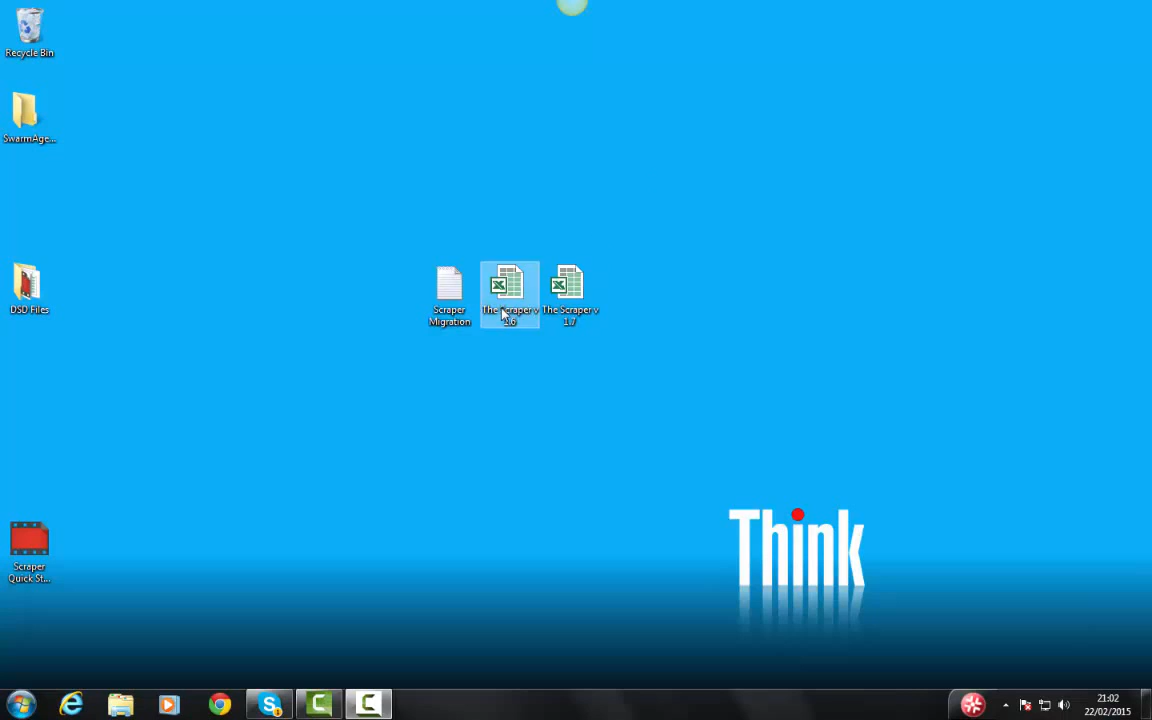 Recycle Bin
SwarmAge...
DSD Files
Scraper
Migration
The Scraper v
1.6
The Scraper v
1.7
Scraper
Quick St...
Think
21:02
22/02/2015